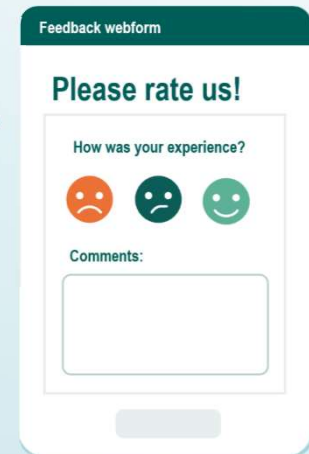 Feedback webform
Please rate us!
How was your experience?
Comments: